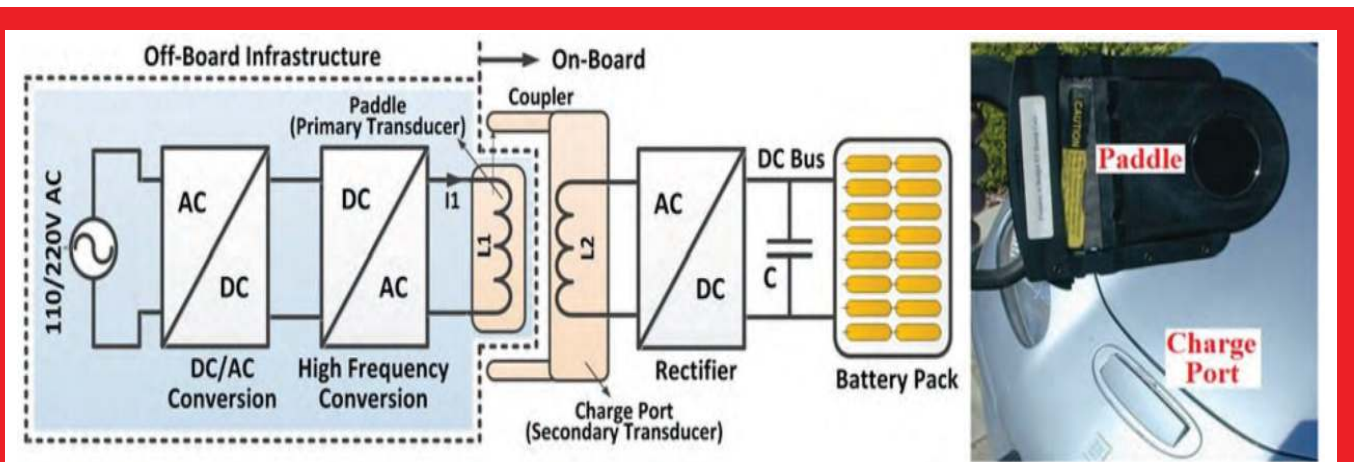 Off-Board Infrastructure
On-Board
Coupler
Paddle
(Primary Transducer)
110/220V AC
AC
DC
DC/AC
Conversion
DC
AC
High Frequency
Conversion
I1
L1
L2
Charge Port
(Secondary Transducer)
AC
DC
Rectifier
DC Bus
C
Battery Pack
CAUTION
Paddle
Charge
Port